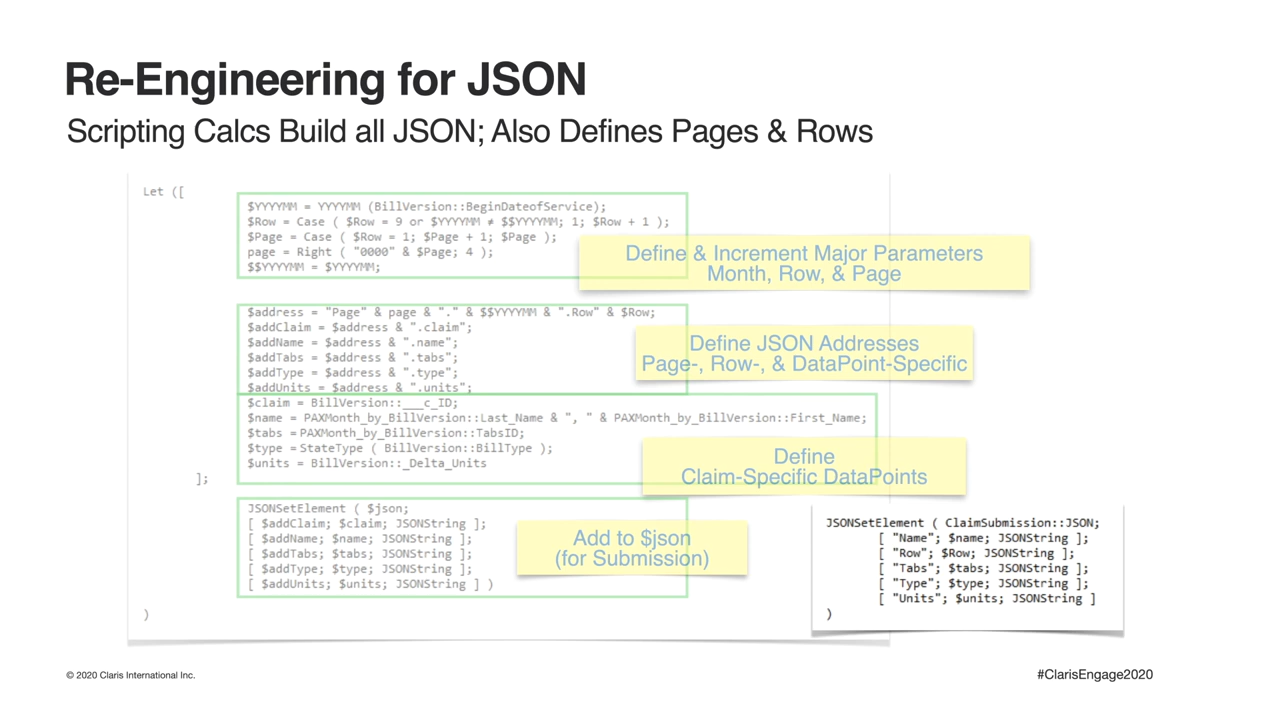 Re-Engineering for JSON
Scripting Calcs Build all JSON; Also Defines Pages & Rows
Let ([
$YYYYMM = YYYYMM (BillVersion::BeginDateofService);
$Row = Case ( $Row = 9 or $YYYYMM ≠ $$YYYYMM; 1; $Row + 1 );
$Page = Case ( $Row = 1; $Page + 1; $Page );
page = Right ( "0000" & $Page; 4 );
$$YYYYMM = $YYYYMM;
Define & Increment Major Parameters
Month, Row, & Page
$address = "Page" & page & "." & $$YYYYMM & ".Row" & $Row;
$addClaim = $address & ".claim";
$addName = $address & ".name";
$addTabs = $address & ".tabs";
$addType = $address & ".type";
$addUnits = $address & ".units";
Define JSON Addresses
Page-, Row-, & DataPoint-Specific
$claim = BillVersion::___c_ID;
$name = PAXMonth_by_BillVersion::Last_Name & ", " & PAXMonth_by_BillVersion::First_Name;
$tabs = PAXMonth_by_BillVersion::TabsID;
$type = StateType ( BillVersion::BillType );
$units = BillVersion::_Delta_Units
Define
Claim-Specific DataPoints
];
JSONSetElement ( $json;
[ $addClaim; $claim; JSONString ];
[ $addName; $name; JSONString ];
[ $addTabs; $tabs; JSONString ];
[ $addType; $type; JSONString ];
[ $addUnits; $units; JSONString ] )
Add to $json
(for Submission)
)
JSONSetElement ( ClaimSubmission::JSON;
[ "Name"; $name; JSONString ];
[ "Row"; $Row; JSONString ];
[ "Tabs"; $tabs; JSONString ];
[ "Type"; $type; JSONString ];
[ "Units"; $units; JSONString ]
)
© 2020 Claris International Inc.
#ClarisEngage2020